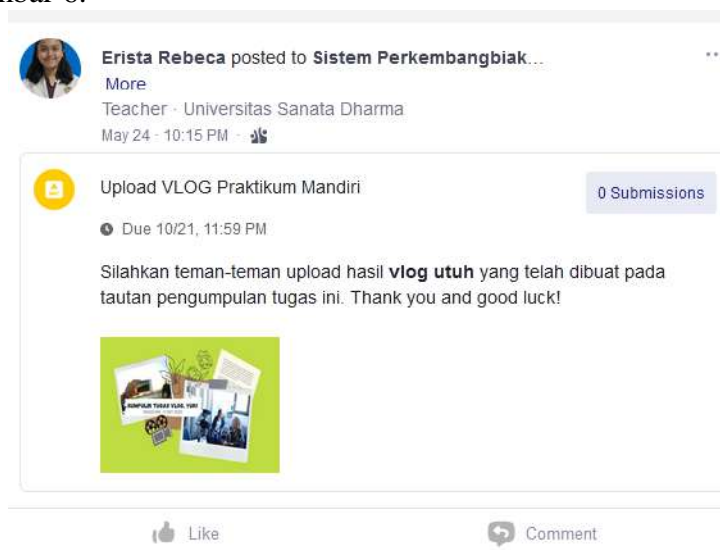 Erista Rebeca posted to Sistem Perkembangbiak...
More
Teacher · Universitas Sanata Dharma
May 24 · 10:15 PM ·
Upload VLOG Praktikum Mandiri
0 Submissions
Due 10/21, 11:59 PM
Silahkan teman-teman upload hasil vlog utuh yang telah dibuat pada
tautan pengumpulan tugas ini. Thank you and good luck!
KUMPULIN TUGAS VLOG, YUK!
Like
Comment